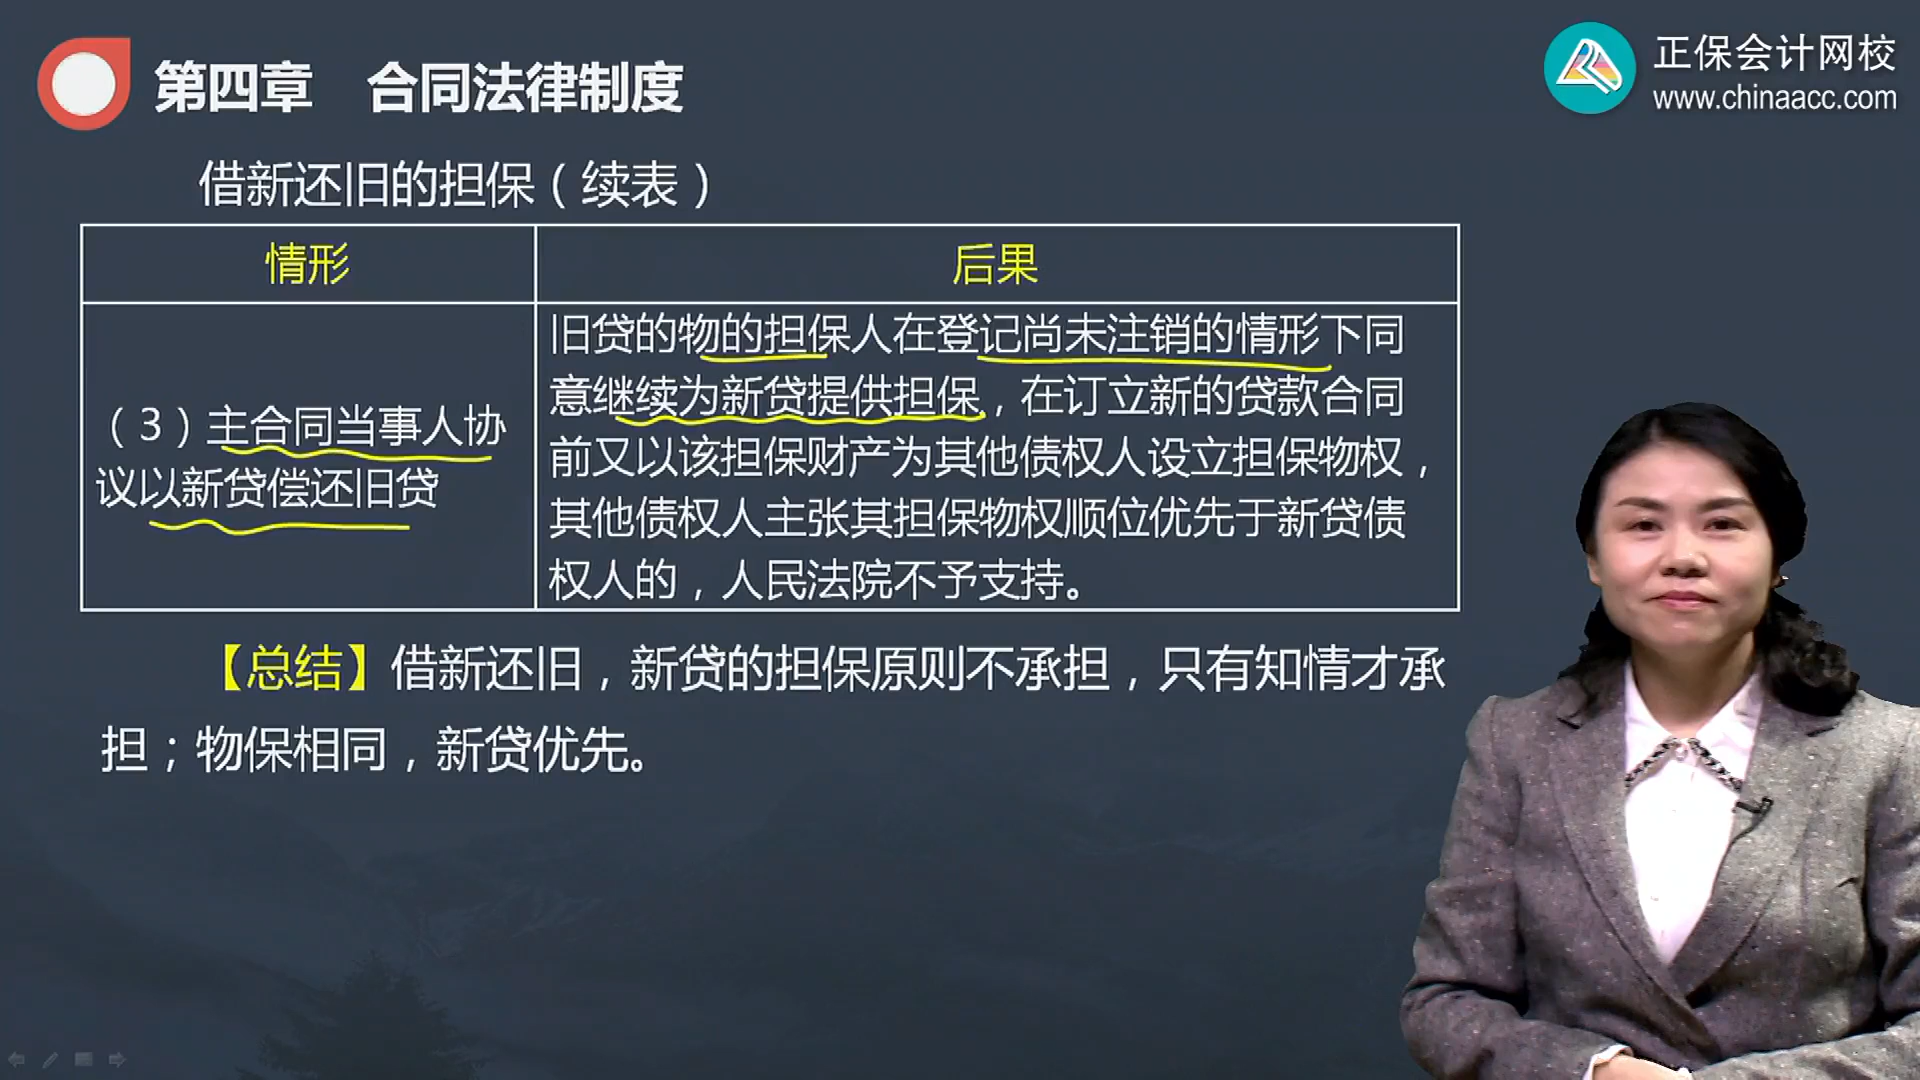 第四章 合同法律制度
正保会计网校
www.chinaacc.com
借新还旧的担保（续表）
情形
后果
（3）主合同当事人协
议以新贷偿还旧贷
旧贷的物的担保人在登记尚未注销的情形下同
意继续为新贷提供担保，在订立新的贷款合同
前又以该担保财产为其他债权人设立担保物权，
其他债权人主张其担保物权顺位优先于新贷债
权人的，人民法院不予支持。
【总结】借新还旧，新贷的担保原则不承担，只有知情才承
担；物保相同，新贷优先。